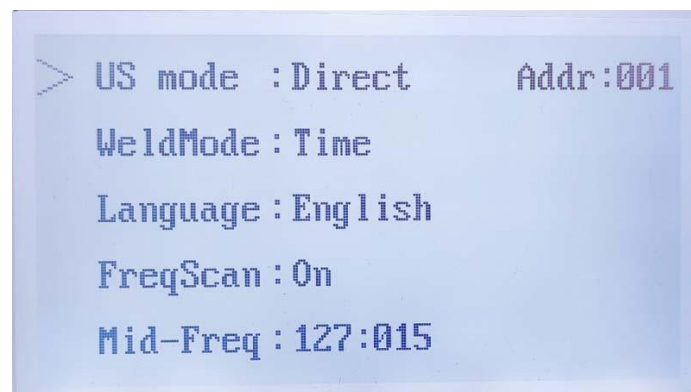 > US mode :Direct Addr:001
WeldMode:Time
Language:English
FreqScan:On
Mid-Freq:127:015